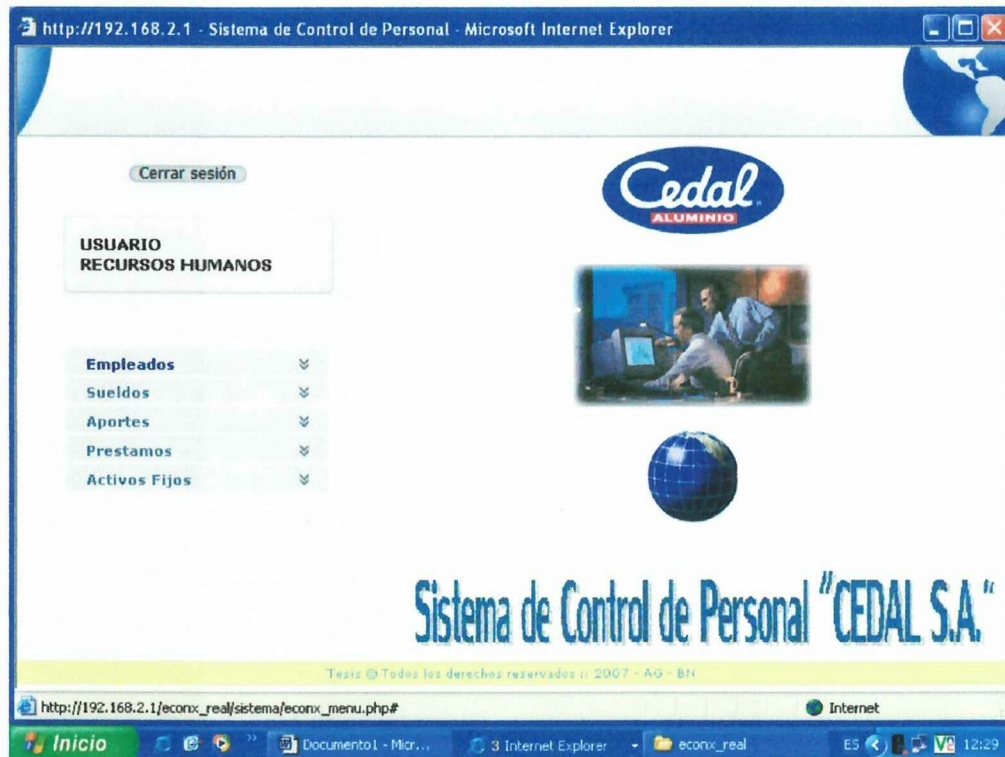 http://192.168.2.1 - Sistema de Control de Personal - Microsoft Internet Explorer
Cerrar sesión
Cedal
ALUMINIO
USUARIO
RECURSOS HUMANOS
Empleados
Sueldos
Aportes
Prestamos
Activos Fijos
Sistema de Control de Personal "CEDAL S.A."
Tesis @ Todos los derechos reservados :: 2007 - AG - BN
http://192.168.2.1/econx_real/sistema/econx_menu.php#
Internet
Inicio
Documento1 - Micr...
3 Internet Explorer
econx_real
ES
12:29